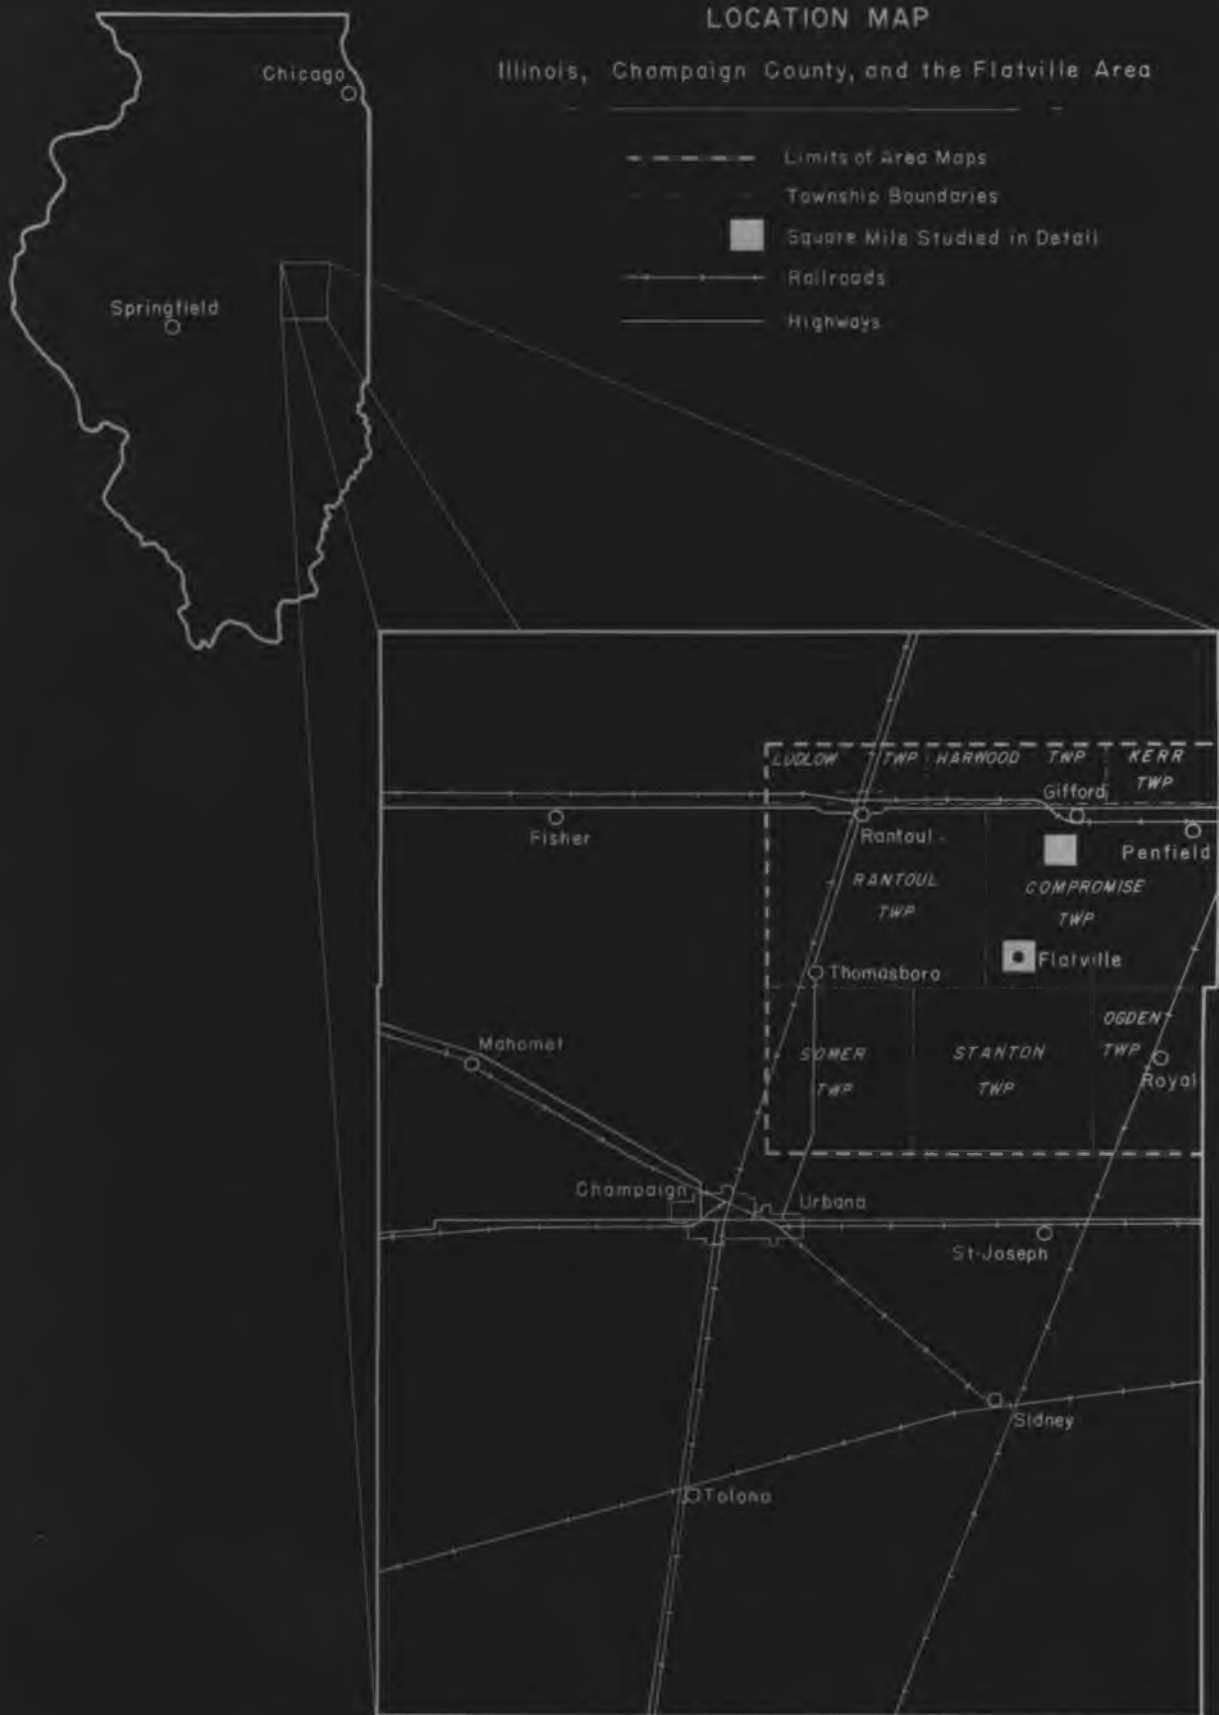 LOCATION MAP
Illinois, Champaign County, and the Flatville Area
Limits of Area Maps
Township Boundaries
Square Mile Studied in Detail
Railroads
Highways
Chicago
Springfield
LUDLOW TWP HARWOOD TWP KERR
TWP
Gifford
Fisher
Rantoul
Penfield
RANTOUL
TWP
COMPROMISE
TWP
Flatville
Thomasboro
OGDEN
TWP
Mahomet
SOMER
TWP
STANTON
TWP
Royal
Champaign
Urbana
St. Joseph
Sidney
Tolono